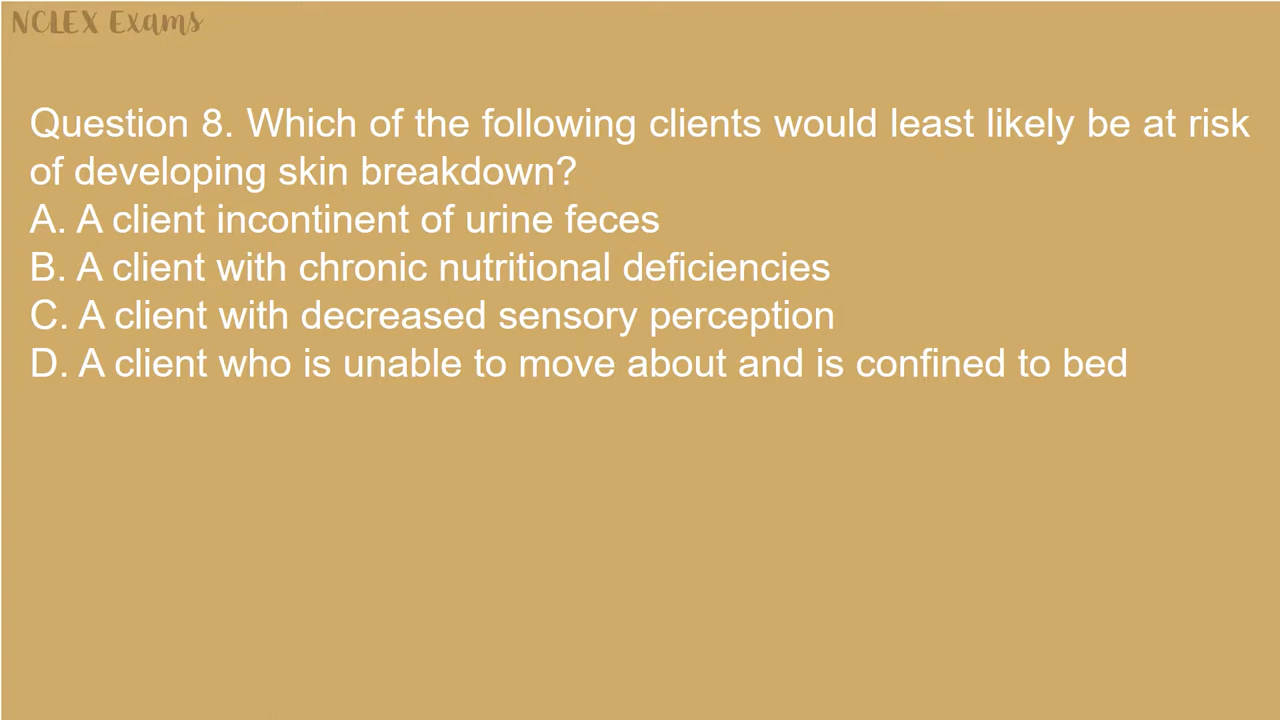 NCLEX Exams
Question 8. Which of the following clients would least likely be at risk
of developing skin breakdown?
A. A client incontinent of urine feces
B. A client with chronic nutritional deficiencies
C. A client with decreased sensory perception
D. A client who is unable to move about and is confined to bed